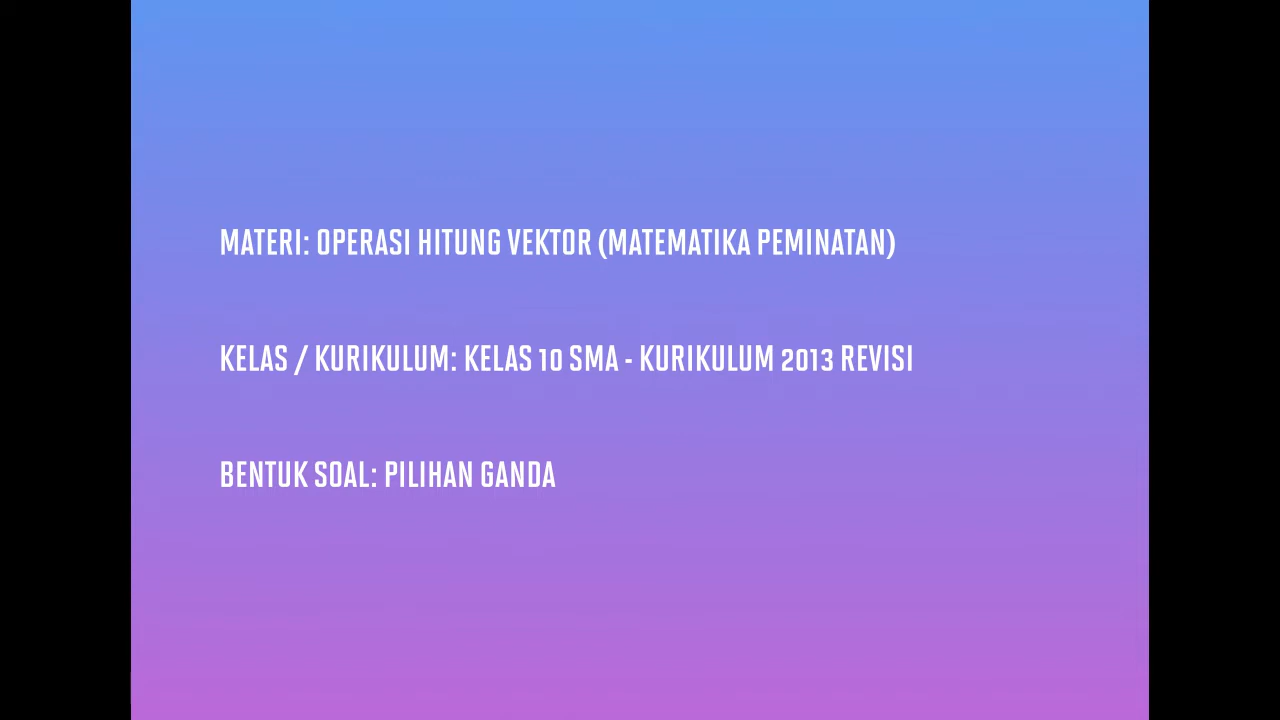 MATERI: OPERASI HITUNG VEKTOR (MATEMATIKA PEMINATAN)
KELAS / KURIKULUM: KELAS 10 SMA - KURIKULUM 2013 REVISI
BENTUK SOAL: PILIHAN GANDA